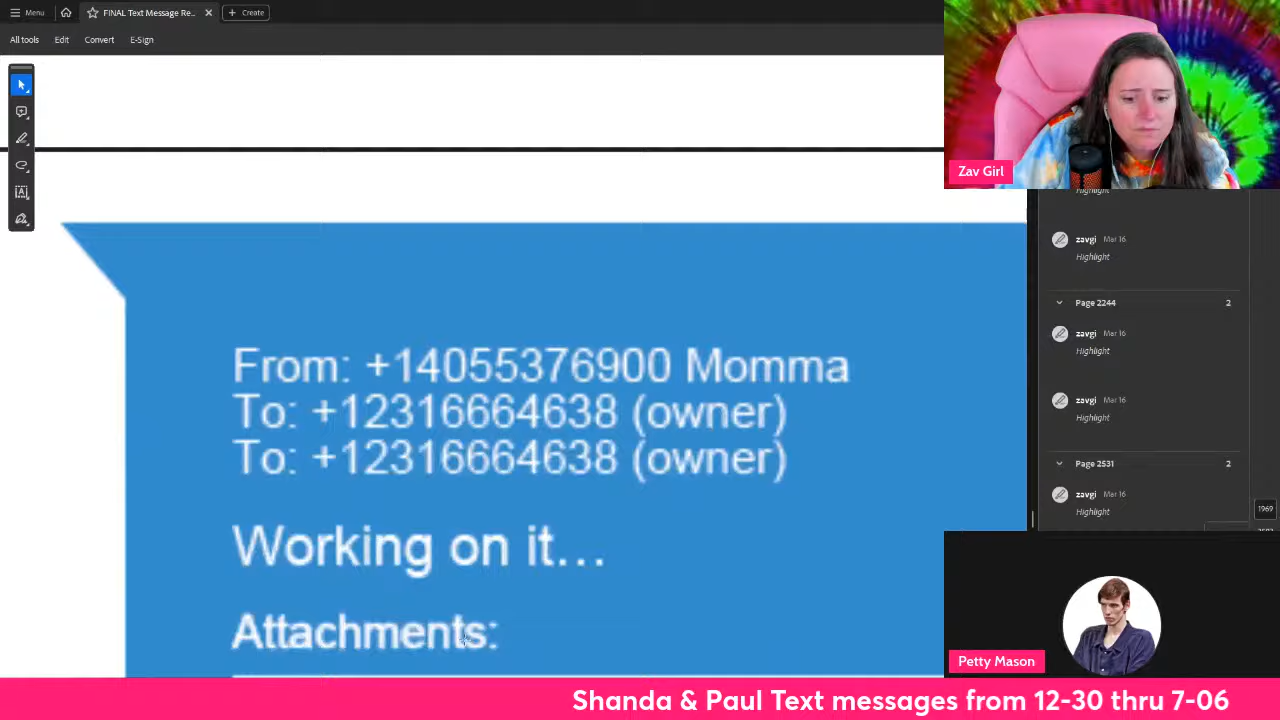 Menu
FINAL Text Message Re...
Create
All tools
Edit
Convert
E-Sign
From: +14055376900 Momma
To: +12316664638 (owner)
To: +12316664638 (owner)
Working on it…
Attachments:
Zav Girl
Highlight
zavgi Mar 16
Highlight
Page 2244 2
zavgi Mar 16
Highlight
zavgi Mar 16
Highlight
Page 2531 2
zavgi Mar 16
Highlight
1969
Petty Mason
Shanda & Paul Text messages from 12-30 thru 7-06